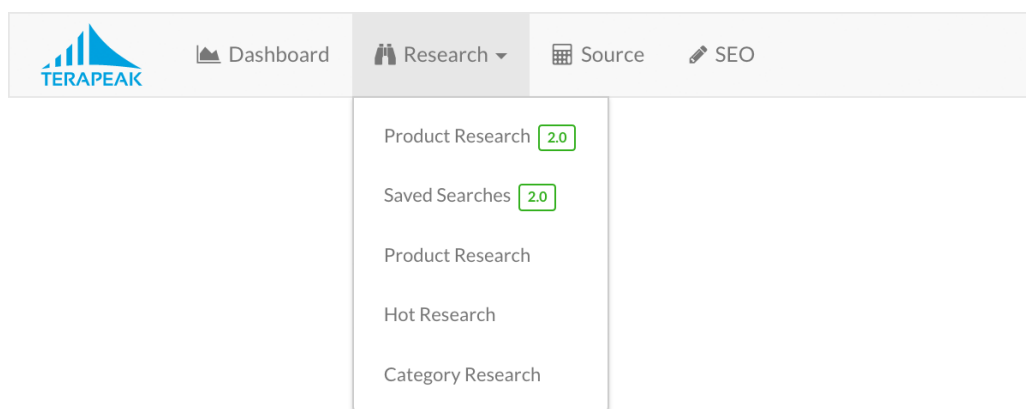 TERAPEAK Dashboard Research Source SEO
Product Research 2.0
Saved Searches 2.0
Product Research
Hot Research
Category Research